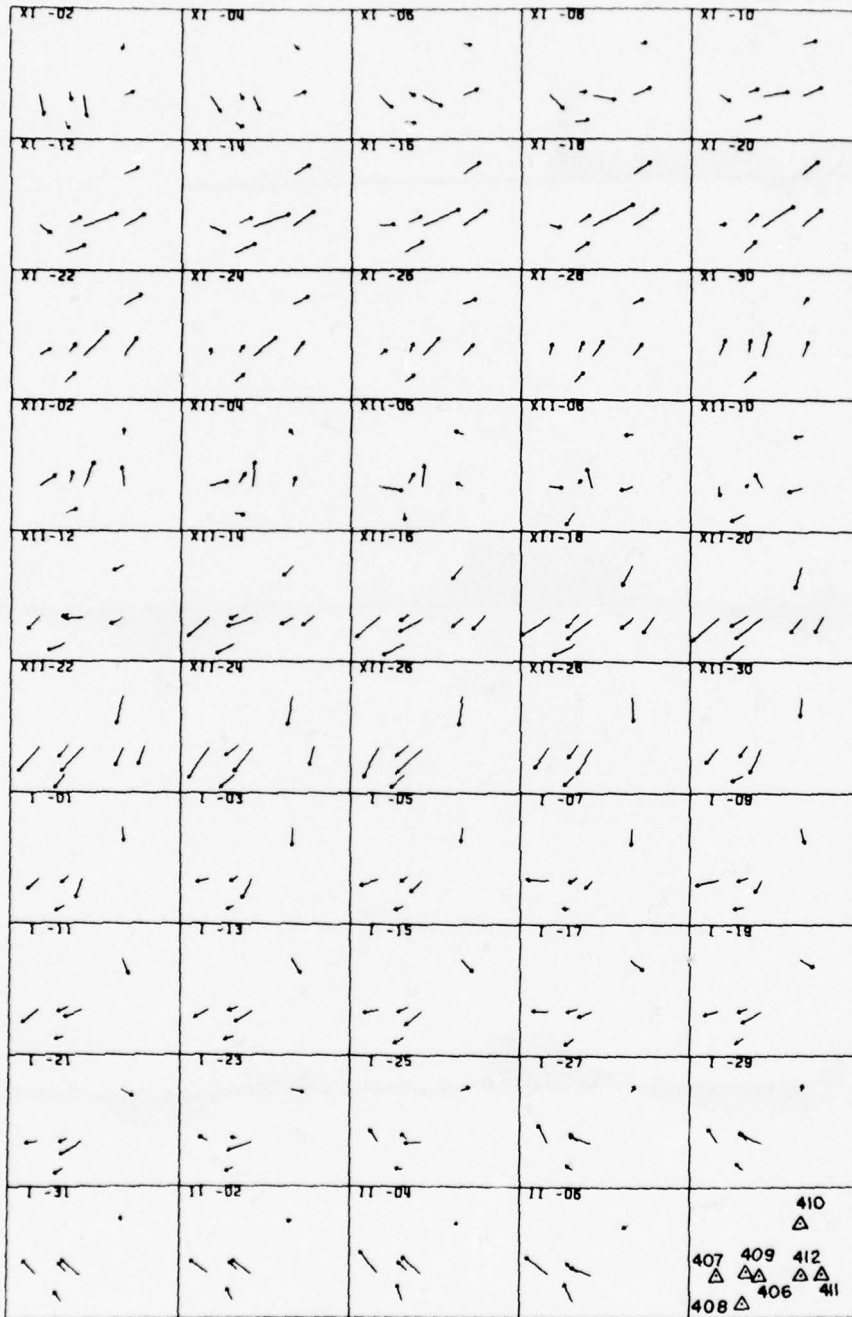 XI -02 XI -04 XI -06 XI -08 XI -10
XI -12 XI -14 XI -16 XI -18 XI -20
XI -22 XI -24 XI -26 XI -28 XI -30
XII-02 XII-04 XII-06 XII-08 XII-10
XII-12 XII-14 XII-16 XII-18 XII-20
XII-22 XII-24 XII-26 XII-28 XII-30
I -01 I -03 I -05 I -07 I -09
I -11 I -13 I -15 I -17 I -19
I -21 I -23 I -25 I -27 I -29
I -31 II -02 II -04 II -06
410
407 409 412
406 411
408